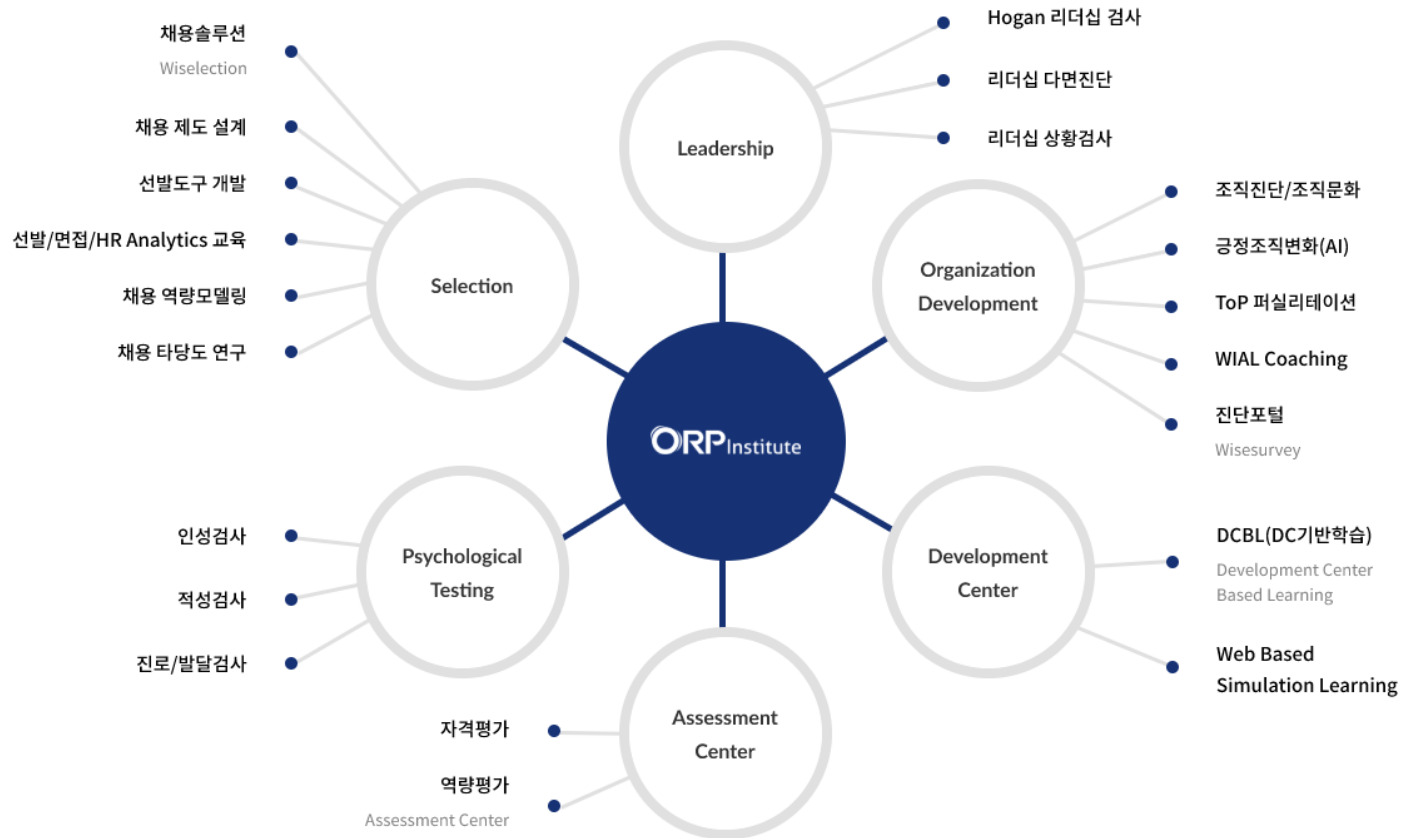 채용솔루션
Wiselection
채용 제도 설계
선발도구 개발
선발/면접/HR Analytics 교육
채용 역량모델링
채용 타당도 연구
Selection
Leadership
Hogan 리더십 검사
리더십 다면진단
리더십 상황검사
Organization
Development
조직진단/조직문화
긍정조직변화(AI)
ToP 퍼실리테이션
WIAL Coaching
진단포털
Wisesurvey
ORP Institute
Psychological
Testing
인성검사
적성검사
진로/발달검사
Development
Center
DCBL(DC기반학습)
Development Center
Based Learning
Web Based
Simulation Learning
Assessment
Center
자격평가
역량평가
Assessment Center